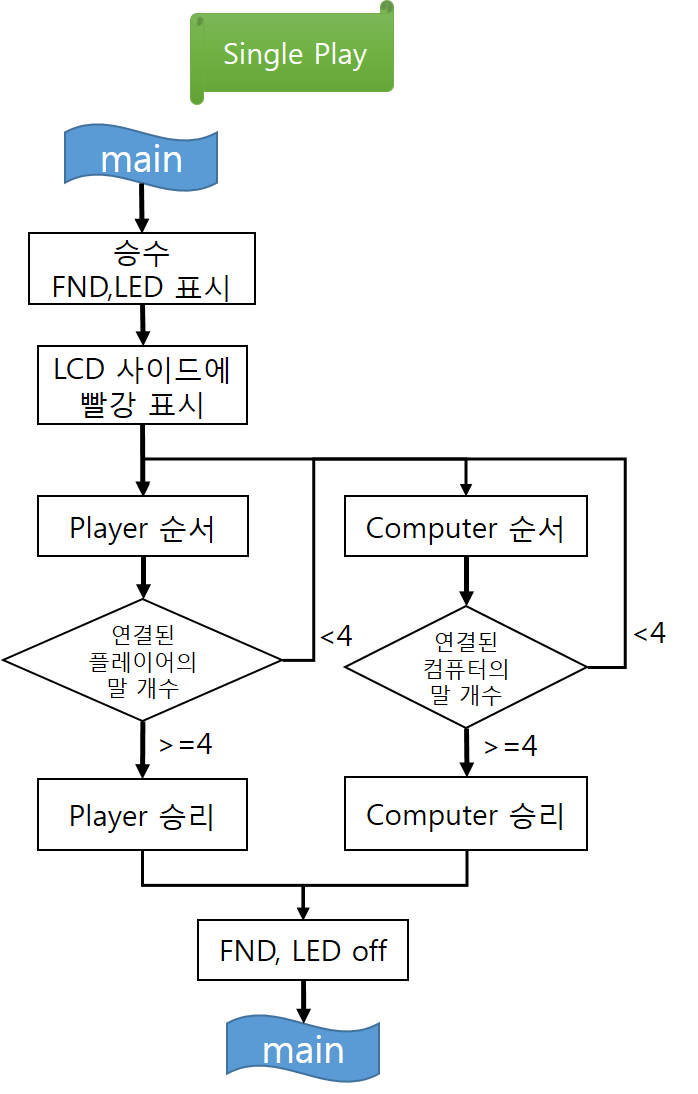 Single Play
main
승수
FND,LED 표시
LCD 사이드에
빨강 표시
Player 순서
Computer 순서
연결된
플레이어의
말 개수
<4
연결된
컴퓨터의
말 개수
<4
>=4
>=4
Player 승리
Computer 승리
FND, LED off
main